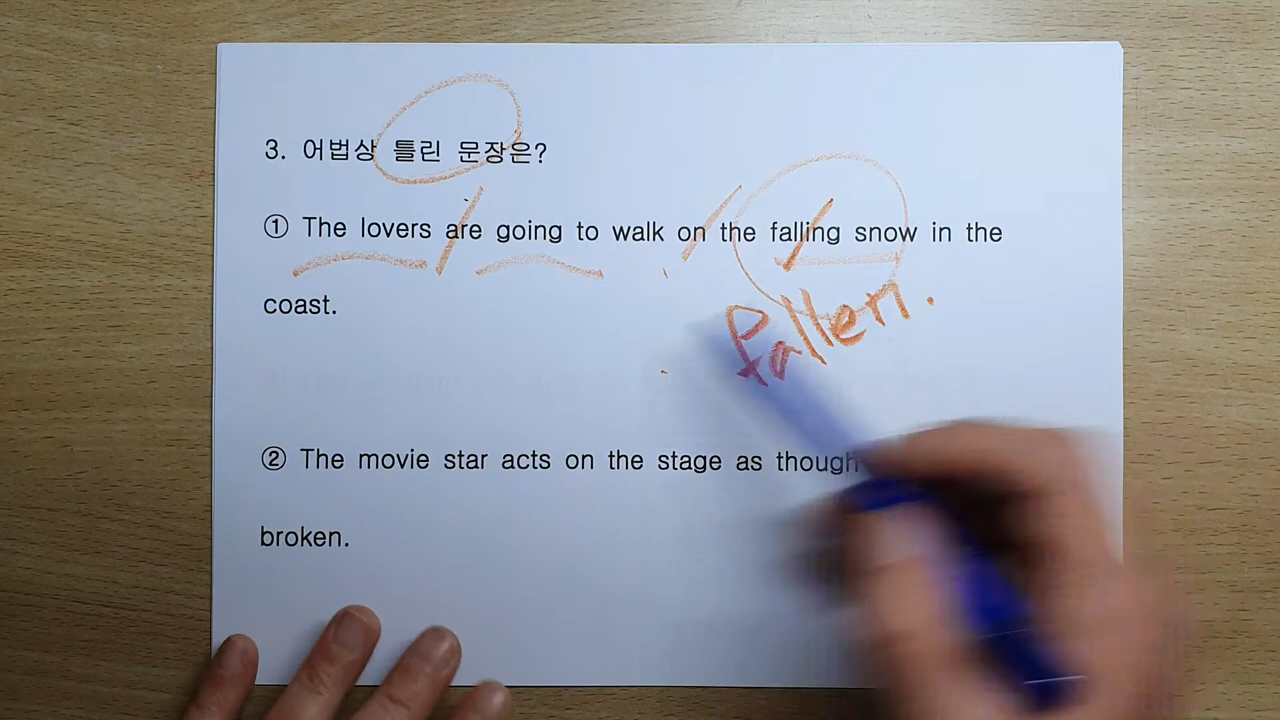 3. 어법상 틀린 문장은?
① The lovers are going to walk on the falling snow in the
coast.
fallen.
② The movie star acts on the stage as though
broken.